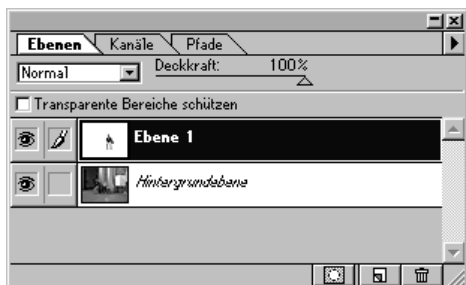 Ebenen Kanäle Pfade
Normal Deckkraft: 100%
Transparente Bereiche schützen
Ebene 1
Hintergrundebene